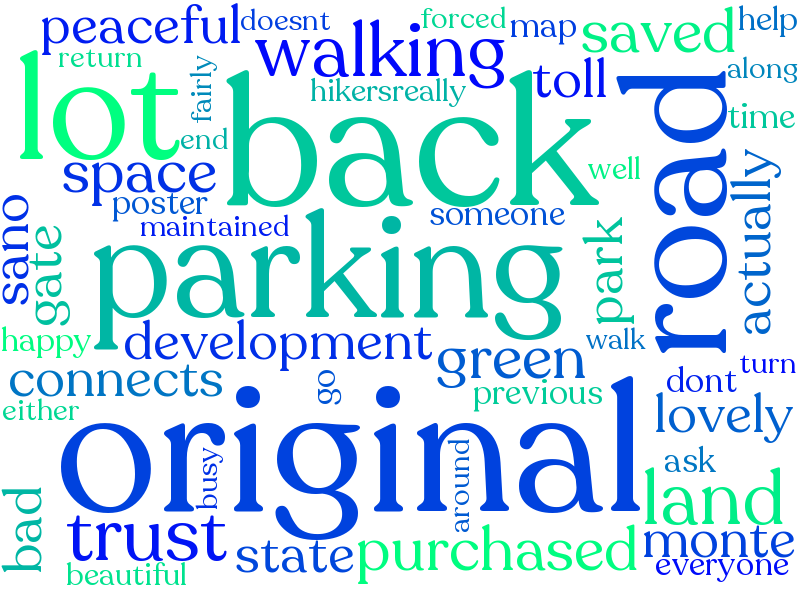 peaceful
doesnt
forced
map
saved
help
return
walking
along
lot
fairly
hikersreally
toll
back
road
time
end
space
well
poster
someone
actually
maintained
sano
gate
parking
park
happy
development
walk
green
turn
connects
go
previous
dont
either
original
lovely
busy
around
ask
bad
land
trust
state
purchased
monte
beautiful
everyone